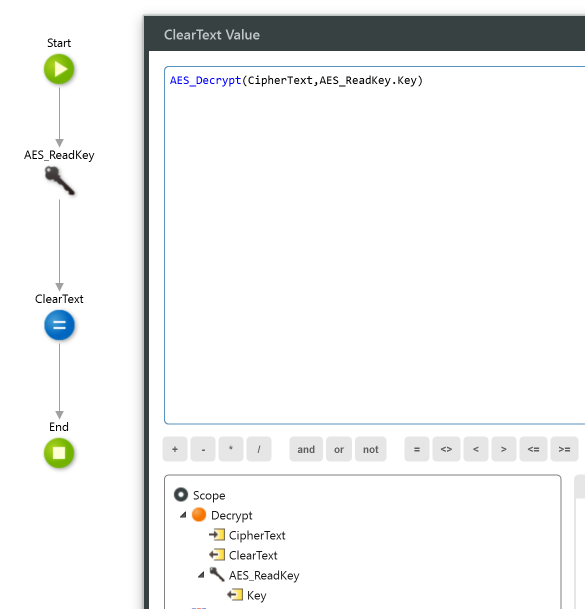 Start
AES_ReadKey
ClearText
End
ClearText Value
AES_Decrypt(CipherText,AES_ReadKey.Key)
+ - * / and or not = <> < > <= >=
Scope
Decrypt
CipherText
ClearText
AES_ReadKey
Key